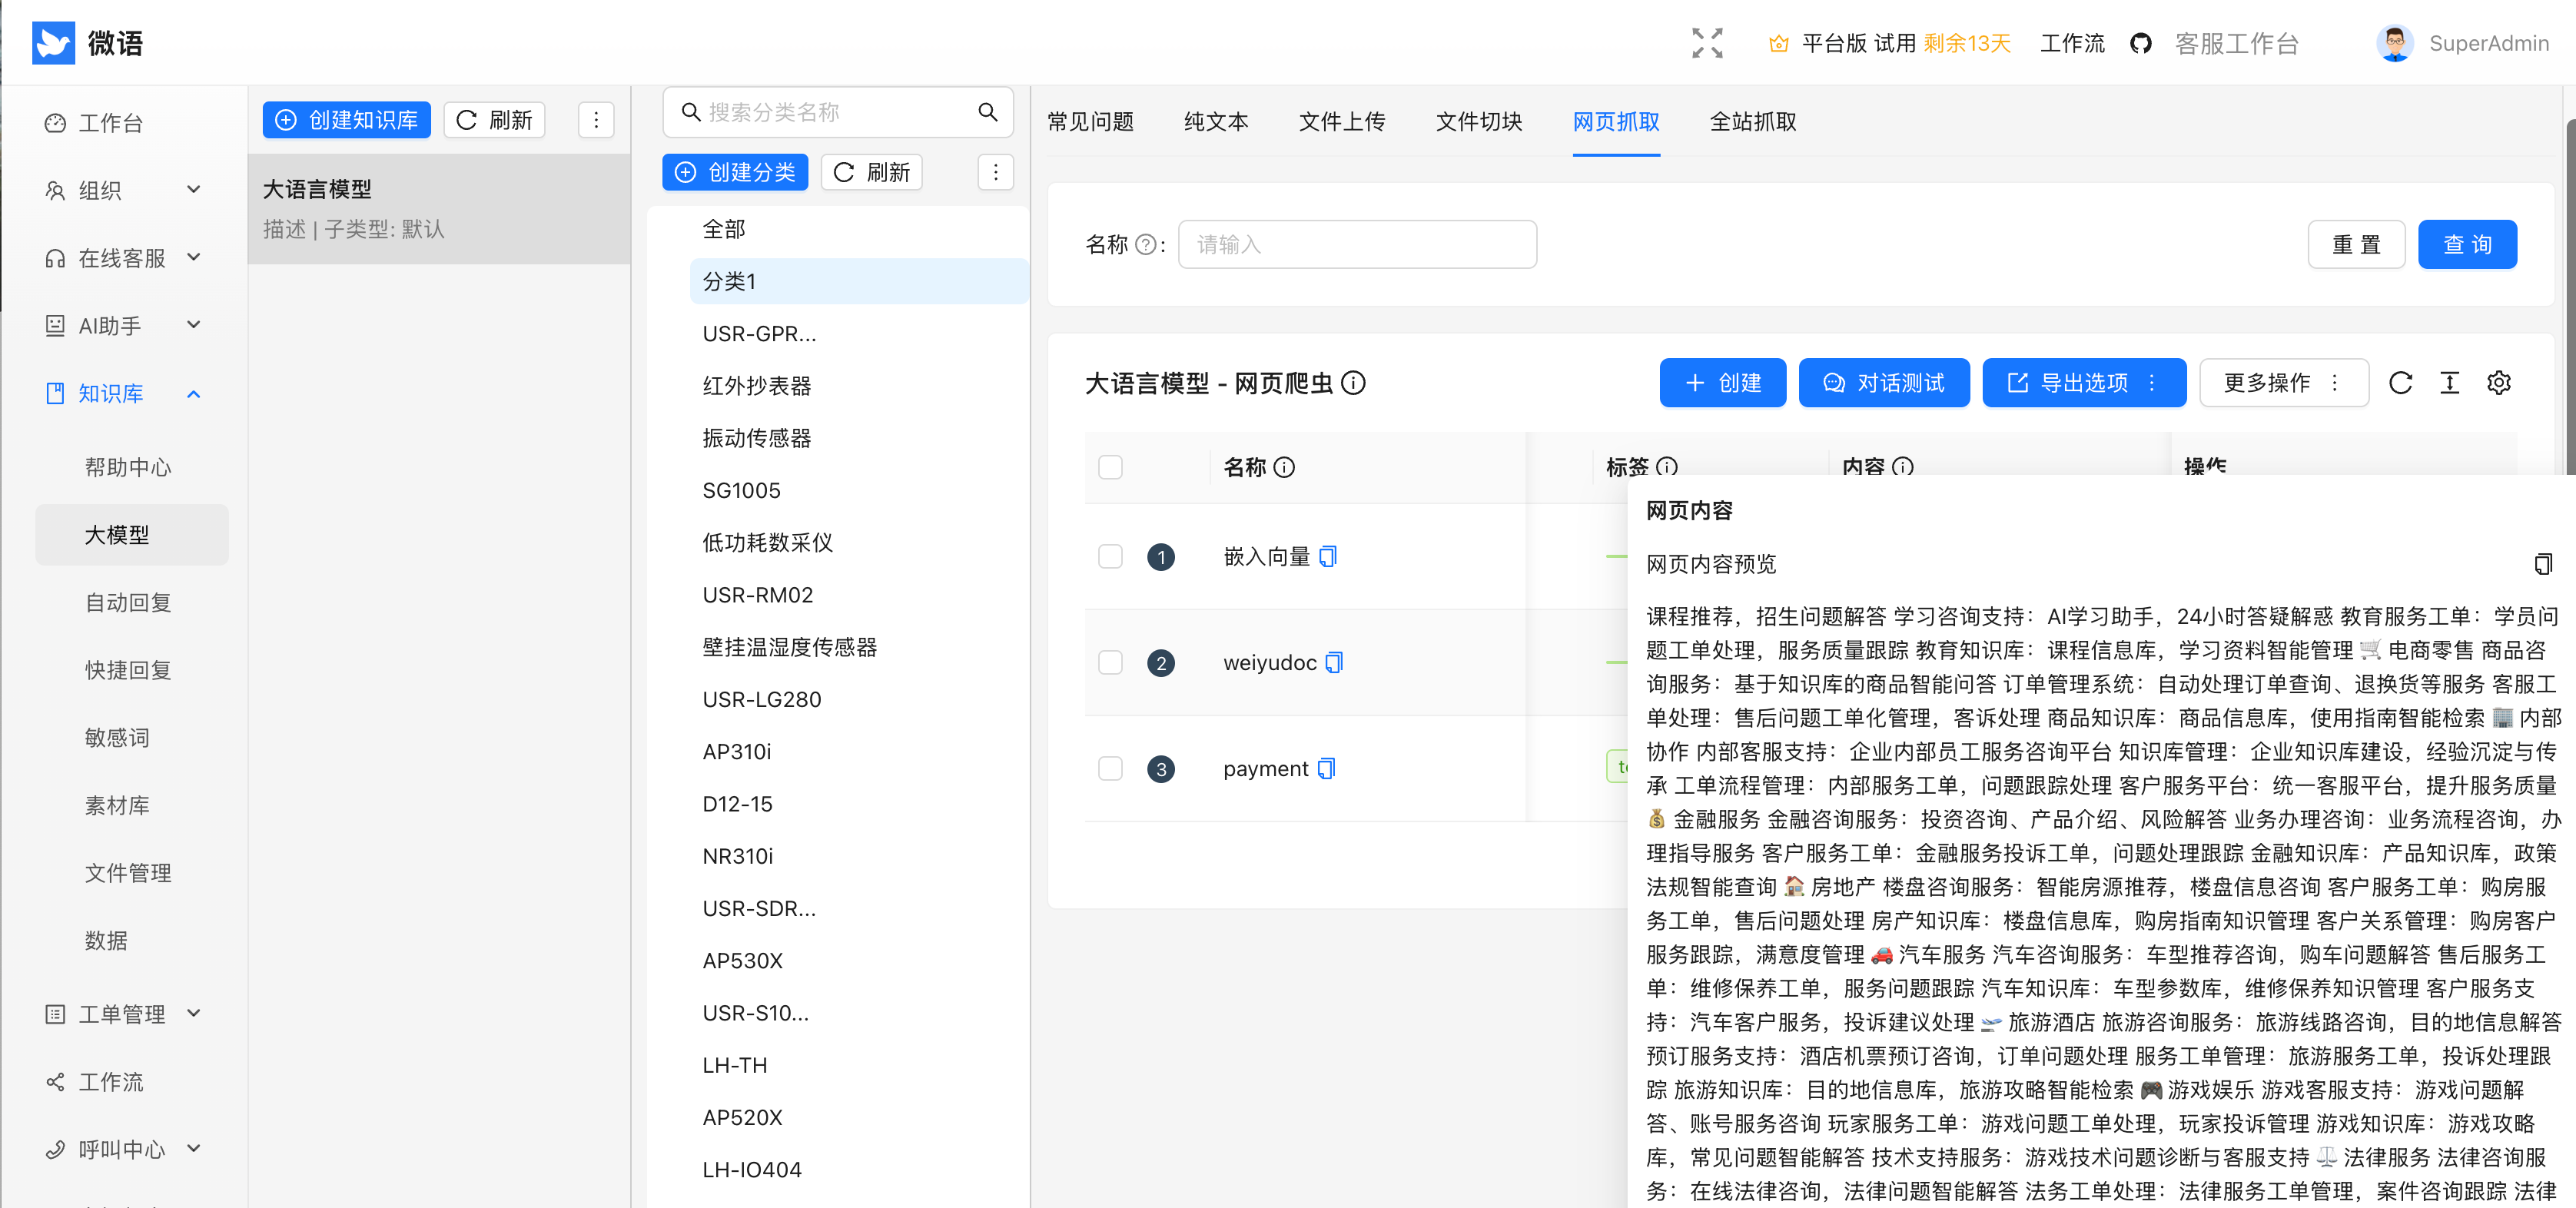 微语
平台版 试用 剩余13天
工作流
客服工作台
SuperAdmin
工作台
组织
在线客服
AI助手
知识库
帮助中心
大模型
自动回复
快捷回复
敏感词
素材库
文件管理
数据
工单管理
工作流
呼叫中心
创建知识库
刷新
大语言模型
描述 | 子类型: 默认
搜索分类名称
创建分类
刷新
全部
分类1
USR-GPR...
红外抄表器
振动传感器
SG1005
低功耗数采仪
USR-RM02
壁挂温湿度传感器
USR-LG280
AP310i
D12-15
NR310i
USR-SDR...
AP530X
USR-S10...
LH-TH
AP520X
LH-IO404
常见问题
纯文本
文件上传
文件切块
网页抓取
全站抓取
名称 :
请输入
重 置
查 询
大语言模型 - 网页爬虫
创建
对话测试
导出选项
更多操作
名称
标签
内容
操作
1
嵌入向量
2
weiyudoc
3
payment
网页内容
网页内容预览
课程推荐，招生问题解答 学习咨询支持：AI学习助手，24小时答疑解惑 教育服务工单：学员问
题工单处理，服务质量跟踪 教育知识库：课程信息库，学习资料智能管理 🛒 电商零售 商品咨
询服务：基于知识库的商品智能问答 订单管理系统：自动处理订单查询、退换货等服务 客服工
单处理：售后问题工单化管理，客诉处理 商品知识库：商品信息库，使用指南智能检索 🏢 内部
协作 内部客服支持：企业内部员工服务咨询平台 知识库管理：企业知识库建设，经验沉淀与传
承 工单流程管理：内部服务工单，问题跟踪处理 客户服务平台：统一客服平台，提升服务质量
💰 金融服务 金融咨询服务：投资咨询、产品介绍、风险解答 业务办理咨询：业务流程咨询，办
理指导服务 客户服务工单：金融服务投诉工单，问题处理跟踪 金融知识库：产品知识库，政策
法规智能查询 🏠 房地产 楼盘咨询服务：智能房源推荐，楼盘信息咨询 客户服务工单：购房服
务工单，售后问题处理 房产知识库：楼盘信息库，购房指南知识管理 客户关系管理：购房客户
服务跟踪，满意度管理 🚗 汽车服务 汽车咨询服务：车型推荐咨询，购车问题解答 售后服务工
单：维修保养工单，服务问题跟踪 汽车知识库：车型参数库，维修保养知识管理 客户服务支
持：汽车客户服务，投诉建议处理 🛫 旅游酒店 旅游咨询服务：旅游线路咨询，目的地信息解答
预订服务支持：酒店机票预订咨询，订单问题处理 服务工单管理：旅游服务工单，投诉处理跟
踪 旅游知识库：目的地信息库，旅游攻略智能检索 🎮 游戏娱乐 游戏客服支持：游戏问题解
答、账号服务咨询 玩家服务工单：游戏问题工单处理，玩家投诉管理 游戏知识库：游戏攻略
库，常见问题智能解答 技术支持服务：游戏技术问题诊断与客服支持 ⚖️ 法律服务 法律咨询服
务：在线法律咨询，法律问题智能解答 法务工单处理：法律服务工单管理，案件咨询跟踪 法律